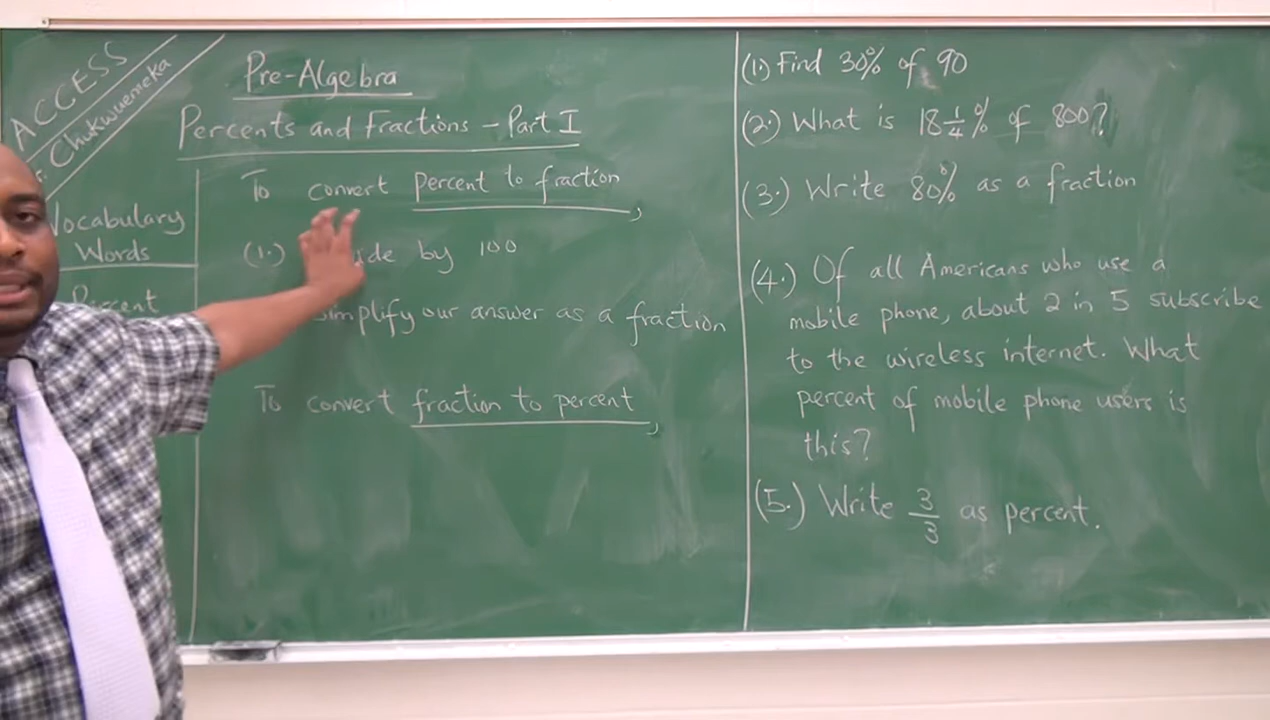 ACCESS
Chukwuemeka
Pre-Algebra
Percents and Fractions - Part I
Vocabulary
Words
Percent
To convert percent to fraction,
(1.) by 100
simplify our answer as a fraction
To convert fraction to percent,
(1.) Find 30% of 90
(2.) What is 18 1/4 % of 800?
(3.) Write 80% as a fraction
(4.) Of all Americans who use a
mobile phone, about 2 in 5 subscribe
to the wireless internet. What
percent of mobile phone users is
this?
(5.) Write 3/3 as percent.